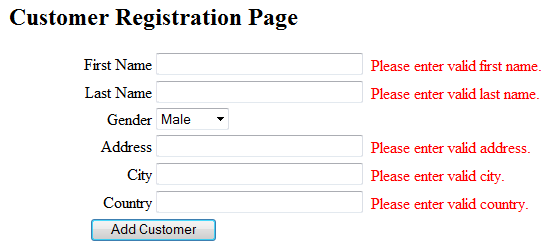 Customer Registration Page
First Name Please enter valid first name.
Last Name Please enter valid last name.
Gender Male
Address Please enter valid address.
City Please enter valid city.
Country Please enter valid country.
Add Customer